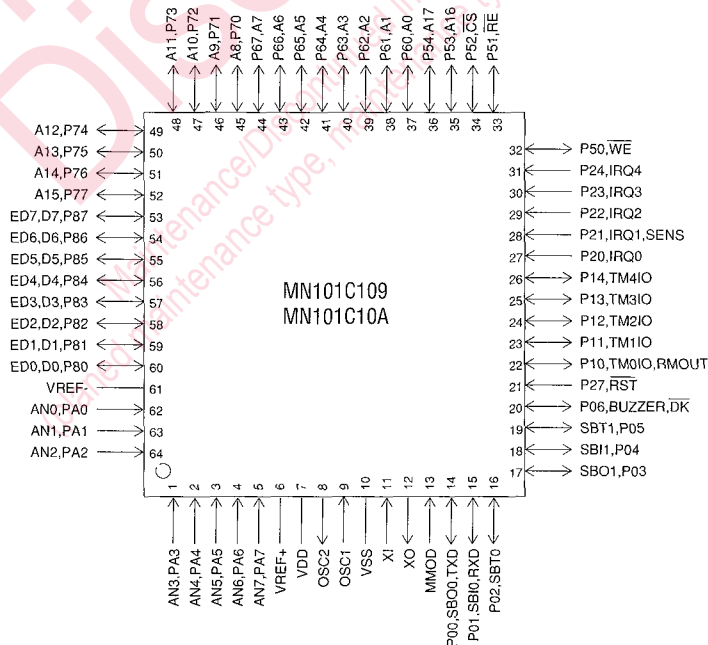 A11,P73
A10,P72
A9,P71
A8,P70
P67,A7
P66,A6
P65,A5
P64,A4
P63,A3
P62,A2
P61,A1
P60,A0
P54,A17
P53,A16
P52,C̅S̅
P51,R̅E̅
48 47 46 45 44 43 42 41 40 39 38 37 36 35 34 33
A12,P74 49
A13,P75 50
A14,P76 51
A15,P77 52
ED7,D7,P87 53
ED6,D6,P86 54
ED5,D5,P85 55
ED4,D4,P84 56
ED3,D3,P83 57
ED2,D2,P82 58
ED1,D1,P81 59
ED0,D0,P80 60
VREF- 61
AN0,PA0 62
AN1,PA1 63
AN2,PA2 64
MN101C109
MN101C10A
32 P50,W̅E̅
31 P24,IRQ4
30 P23,IRQ3
29 P22,IRQ2
28 P21,IRQ1,SENS
27 P20,IRQ0
26 P14,TM4IO
25 P13,TM3IO
24 P12,TM2IO
23 P11,TM1IO
22 P10,TM0IO,RMOUT
21 P27,R̅S̅T̅
20 P06,BUZZER,D̅K̅
19 SBT1,P05
18 SBI1,P04
17 SBO1,P03
1 2 3 4 5 6 7 8 9 10 11 12 13 14 15 16
AN3,PA3
AN4,PA4
AN5,PA5
AN6,PA6
AN7,PA7
VREF+
VDD
OSC2
OSC1
VSS
XI
XO
MMOD
P00,SBO0,TXD
P01,SBI0,RXD
P02,SBT0
Maintenance/Discontinued
maintenance type,